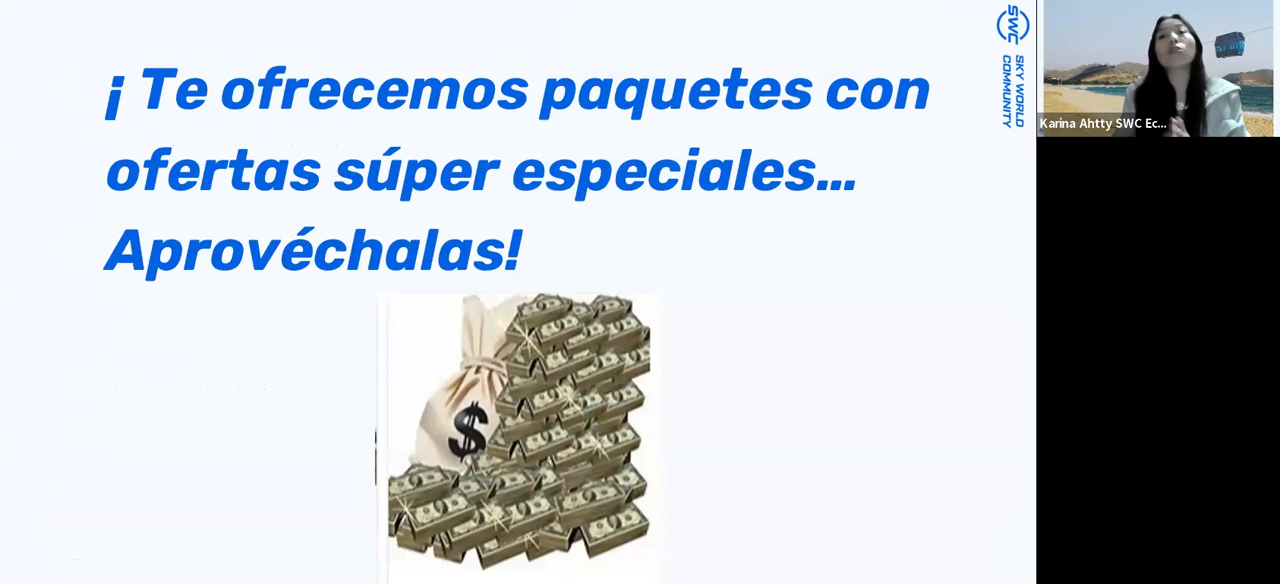 ¡ Te ofrecemos paquetes con
ofertas súper especiales...
Aprovéchalas!
$
SWC
SKY WORLD
COMMUNITY
Karina Ahtty SWC Ec...